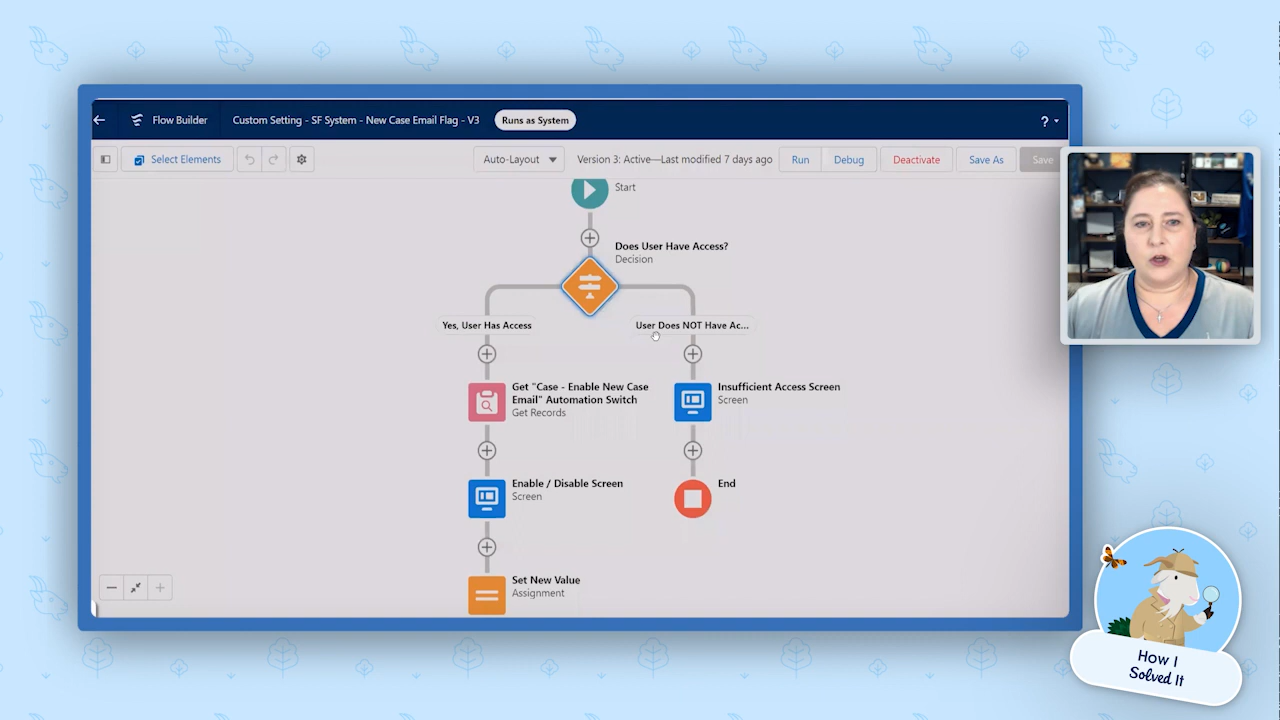 Flow Builder
Custom Setting - SF System - New Case Email Flag - V3
Runs as System
?
Select Elements
Auto-Layout
Version 3: Active—Last modified 7 days ago
Run
Debug
Deactivate
Save As
Save
Start
Does User Have Access?
Decision
Yes, User Has Access
User Does NOT Have Ac...
Get "Case - Enable New Case
Email" Automation Switch
Get Records
Insufficient Access Screen
Screen
Enable / Disable Screen
Screen
End
Set New Value
Assignment
How I
Solved It